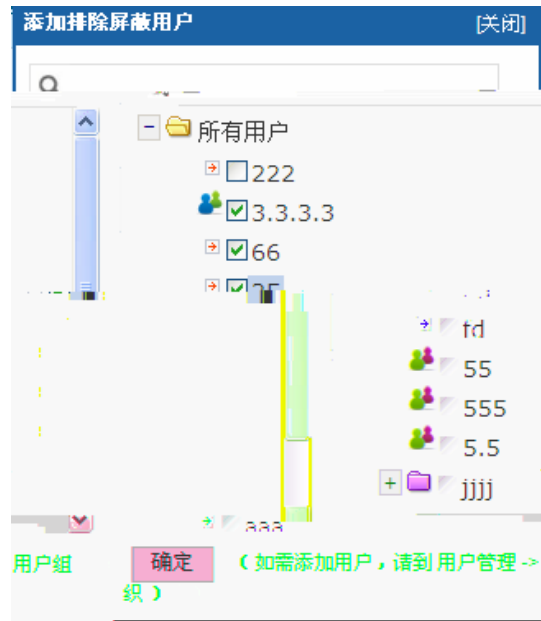 添加排除屏蔽用户 [关闭]
所有用户
222
3.3.3.3
66
td
55
555
5.5
jjjj
aaa
用户组 确定 （如需添加用户，请到 用户管理 ->
织）